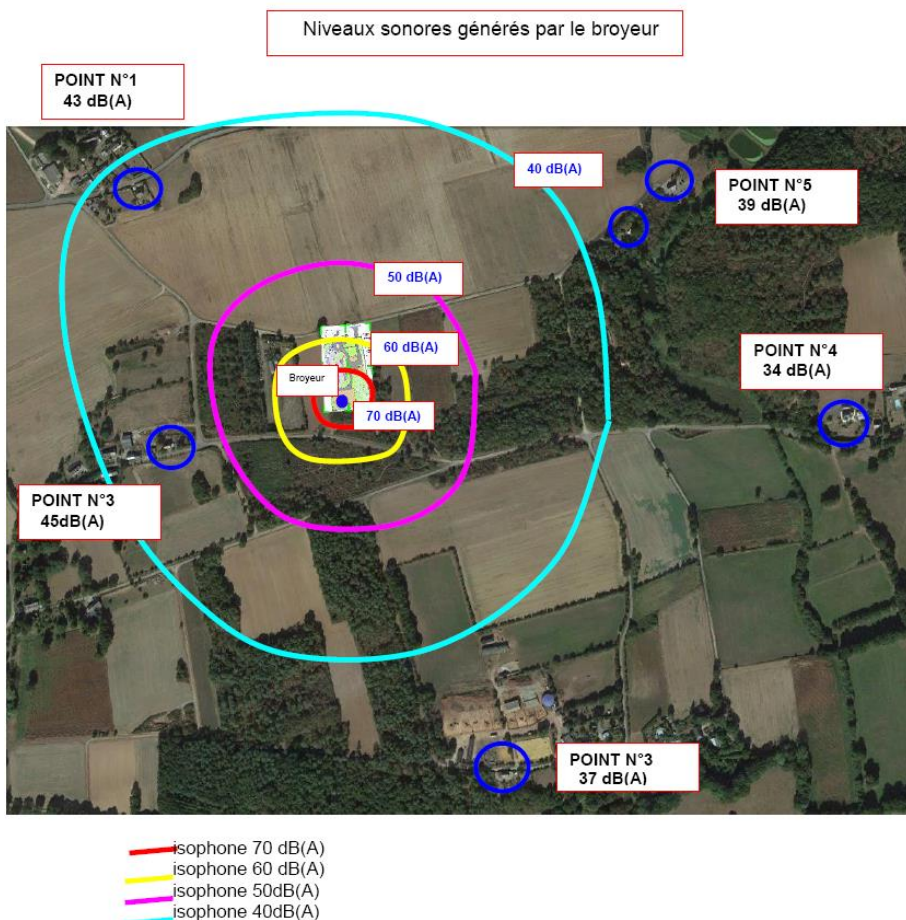 Niveaux sonores générés par le broyeur
POINT N°1
43 dB(A)
40 dB(A)
POINT N°5
39 dB(A)
50 dB(A)
60 dB(A)
POINT N°4
34 dB(A)
Broyeur
70 dB(A)
POINT N°3
45dB(A)
POINT N°3
37 dB(A)
isophone 70 dB(A)
isophone 60 dB(A)
isophone 50dB(A)
isophone 40dB(A)